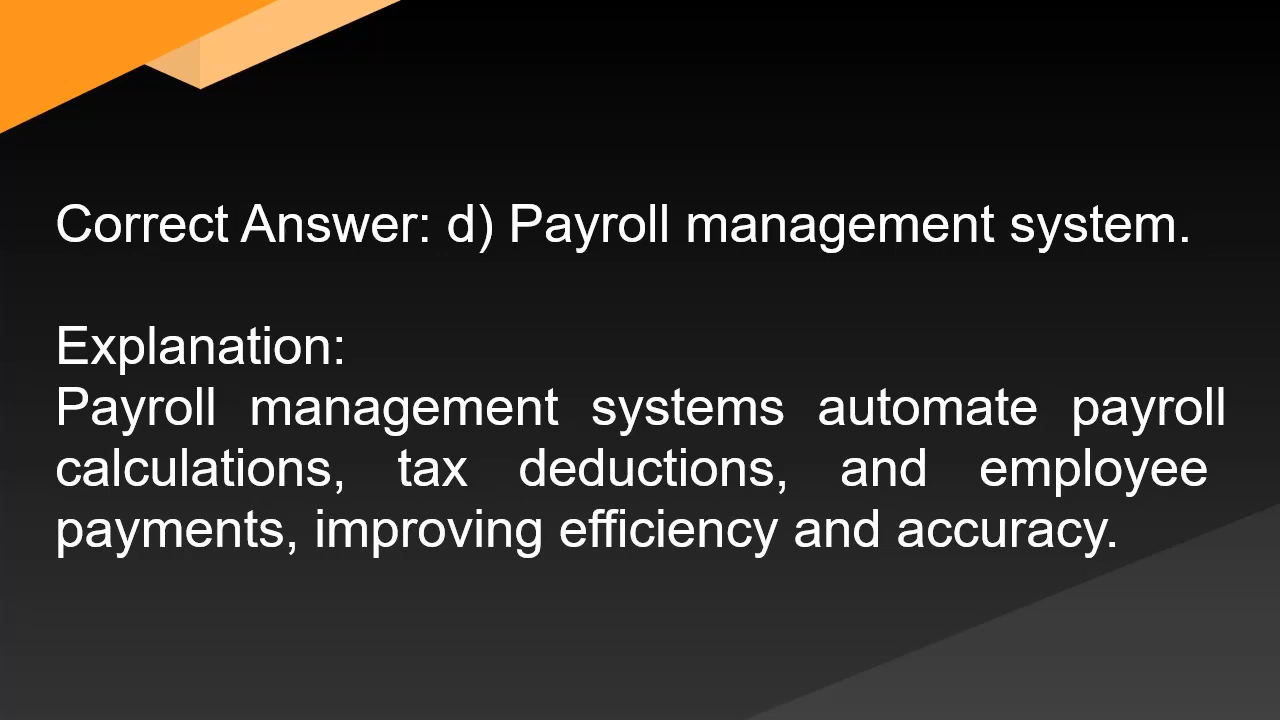 Correct Answer: d) Payroll management system.
Explanation:
Payroll management systems automate payroll
calculations, tax deductions, and employee
payments, improving efficiency and accuracy.